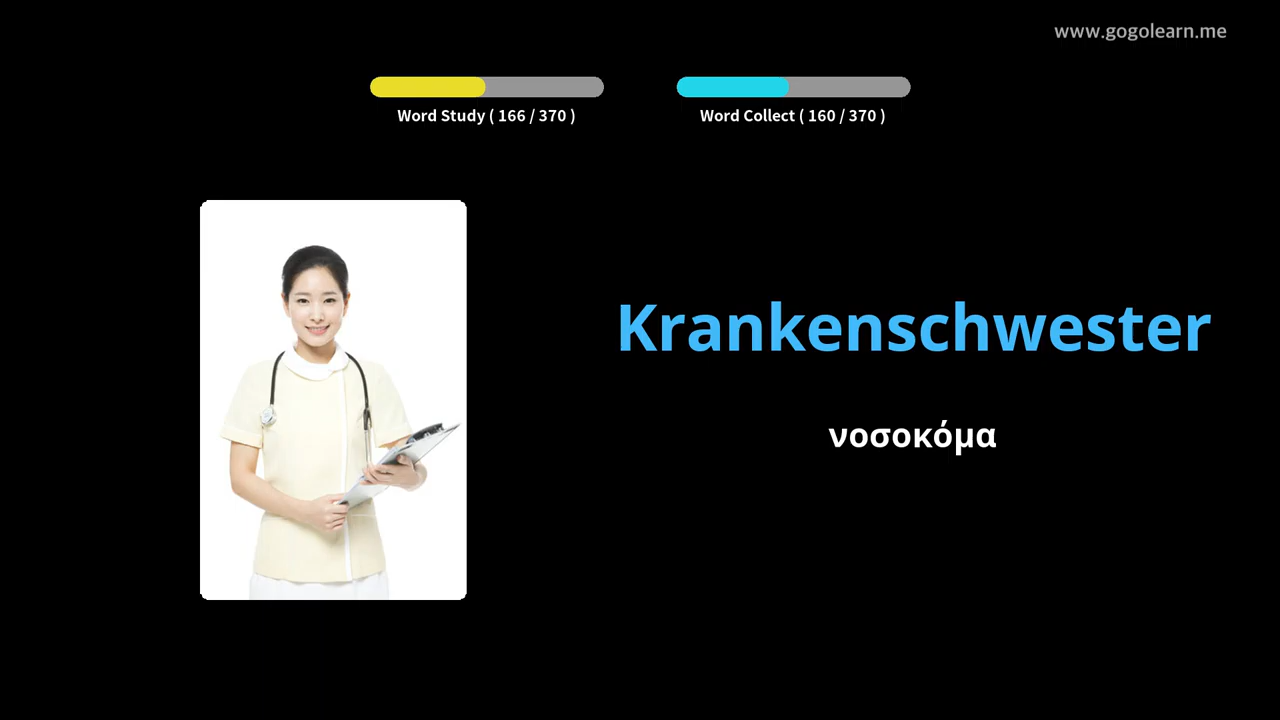 www.gogolearn.me
Word Study ( 166 / 370 )
Word Collect ( 160 / 370 )
Krankenschwester
νοσοκόμα